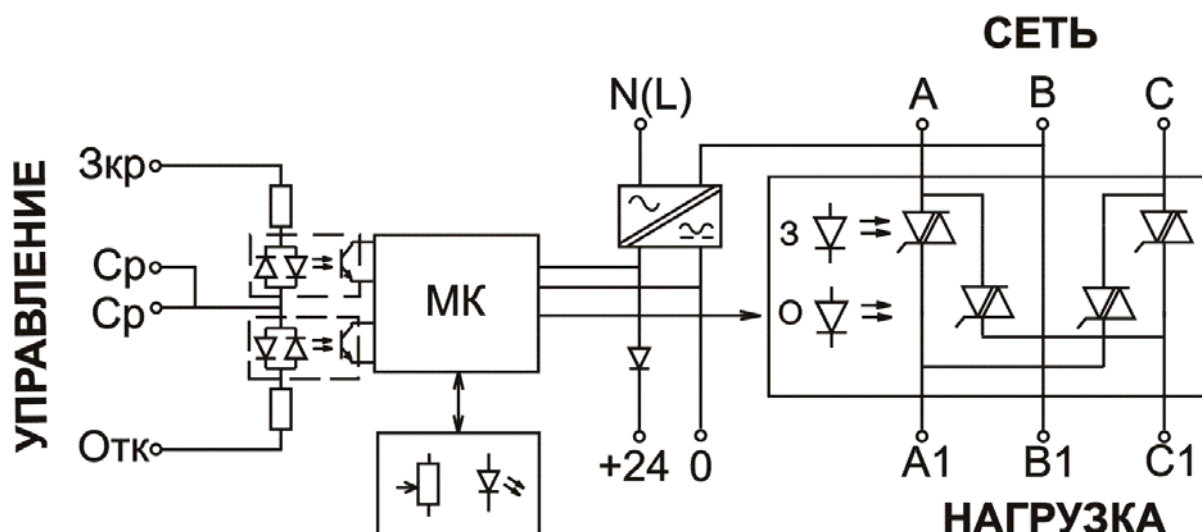 СЕТЬ
N(L) A B C
УПРАВЛЕНИЕ
Зкр
Ср
Ср
Отк
МК
З
О
+24 0
A1 B1 C1
НАГРУЗКА